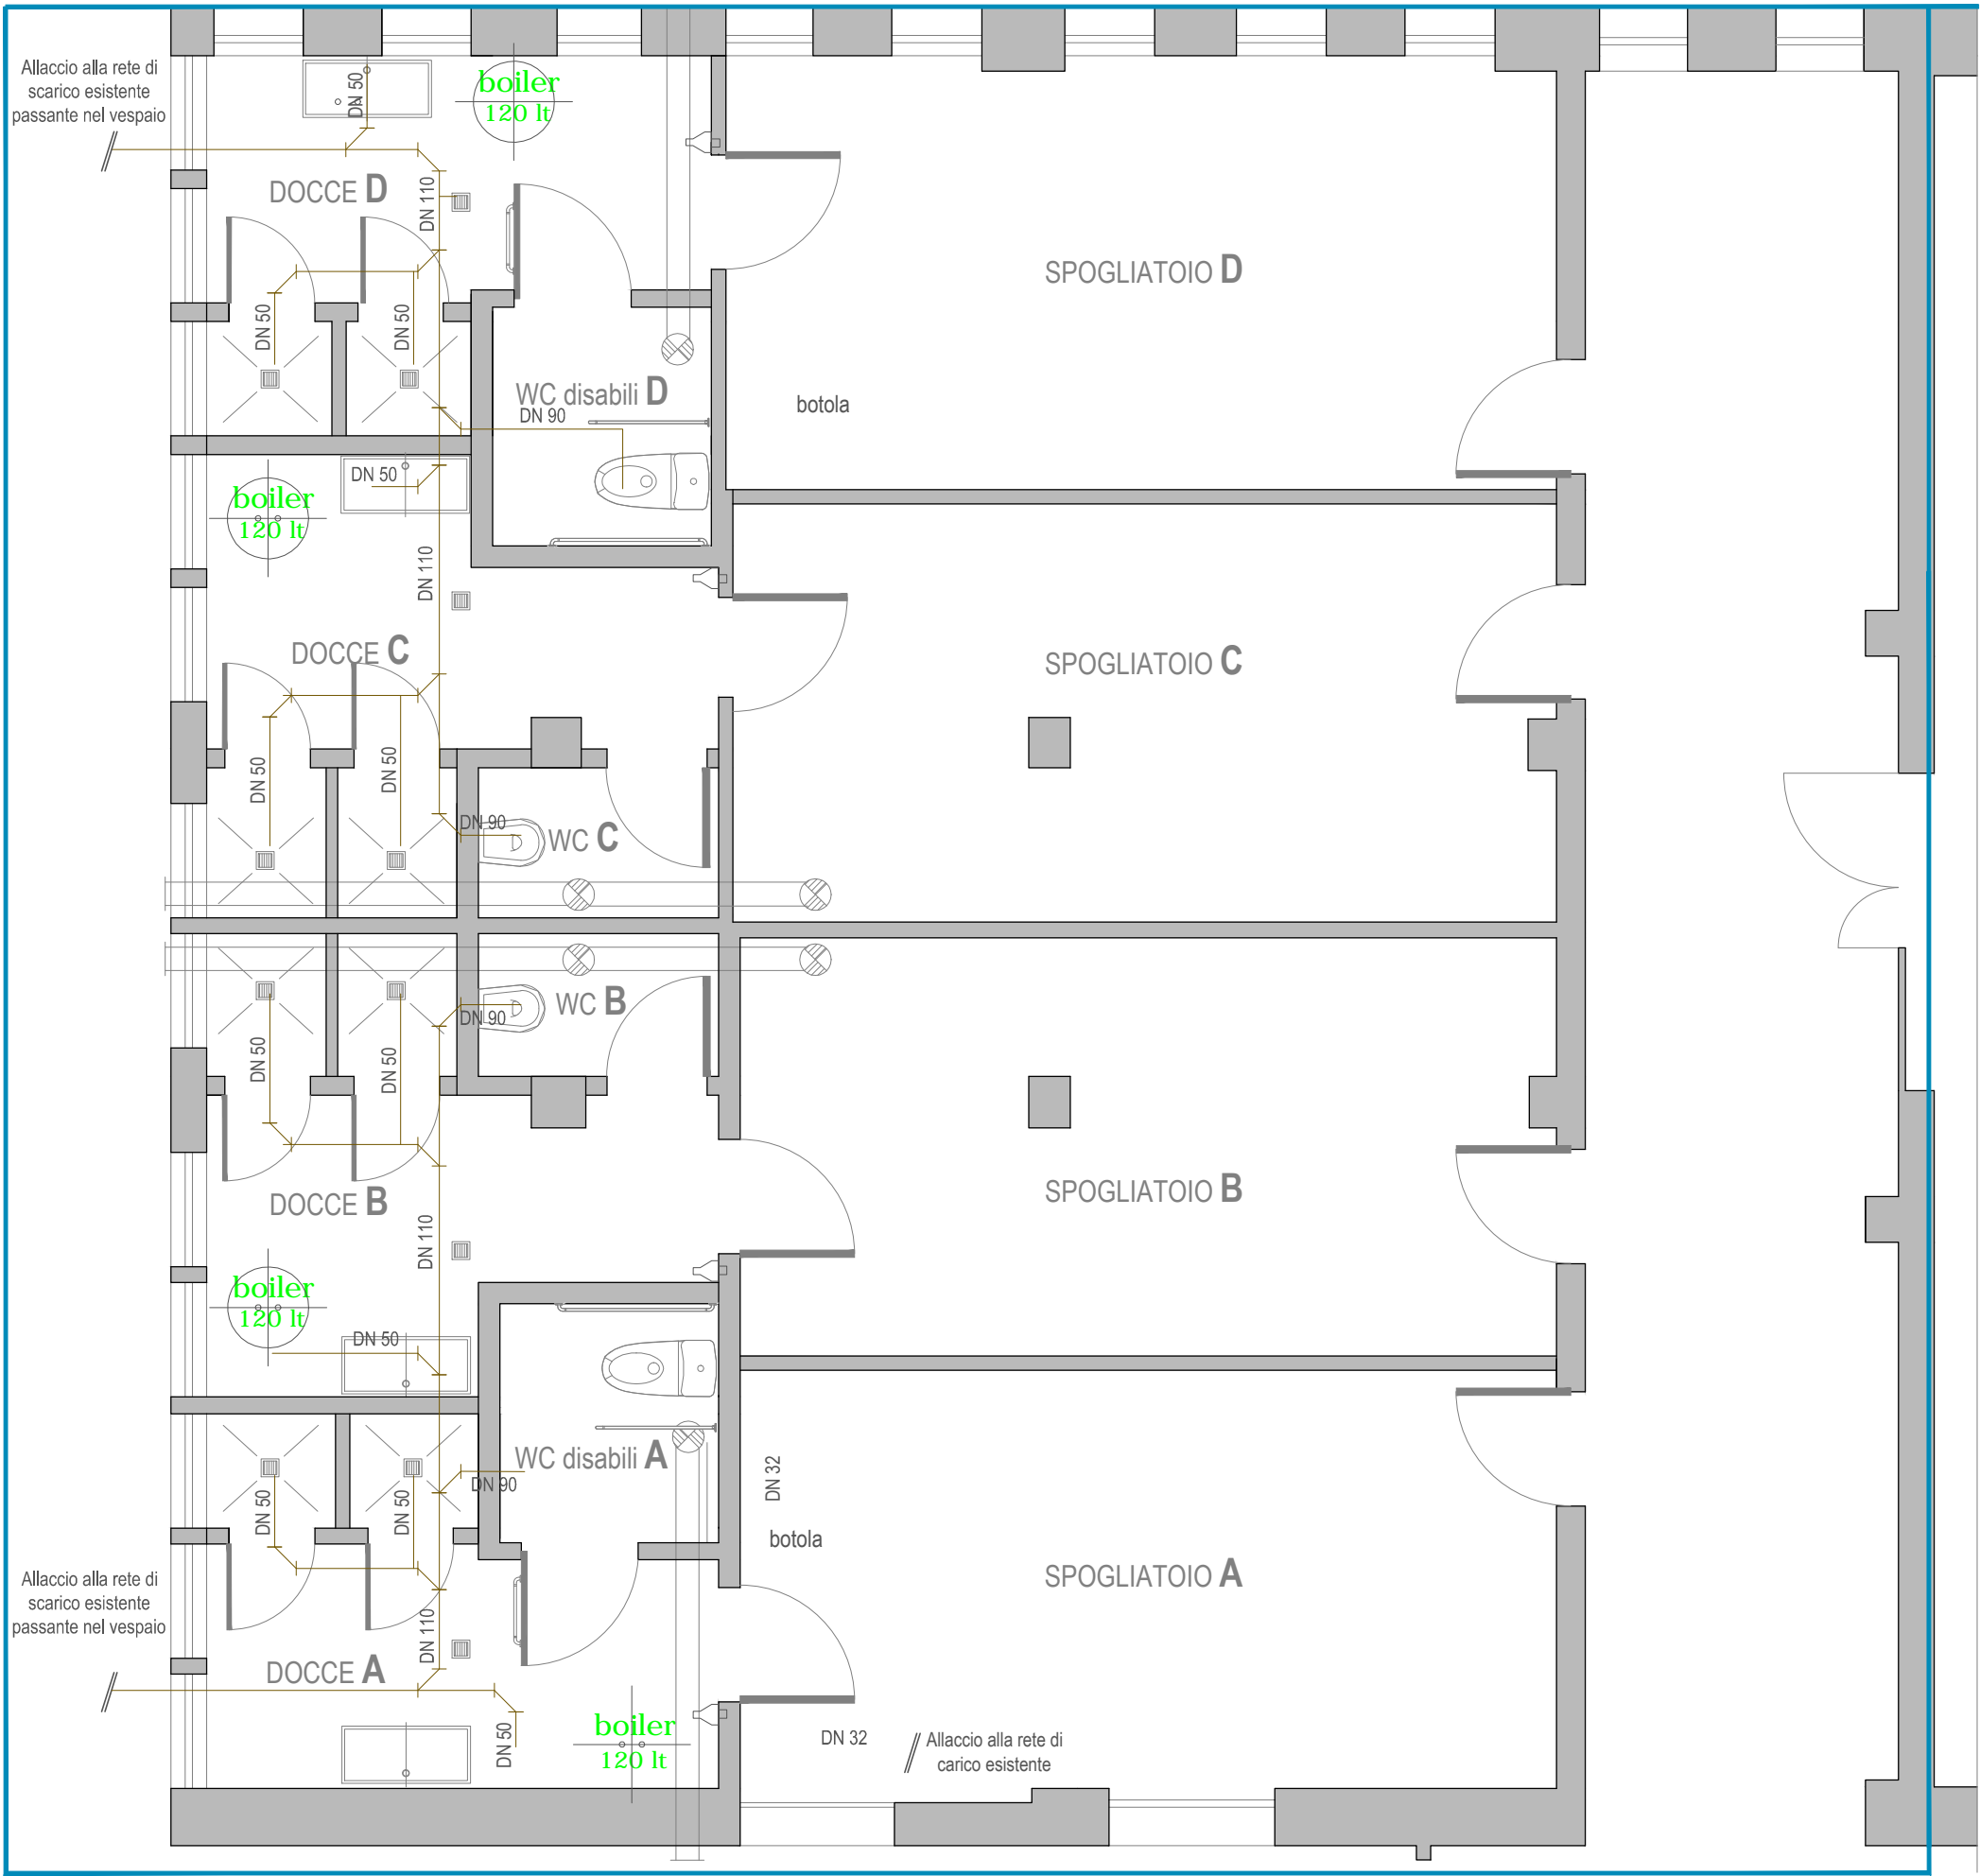 Allaccio alla rete di
scarico esistente
passante nel vespaio
DN 50
boiler
120 lt
DOCCE D
DN 110
SPOGLIATOIO D
DN 50
DN 50
WC disabili D
DN 90
botola
DN 50
boiler
120 lt
DN 110
DOCCE C
SPOGLIATOIO C
DN 50
DN 50
DN 90
WC C
WC B
DN 90
DN 50
DN 50
DOCCE B
SPOGLIATOIO B
DN 110
boiler
120 lt
DN 50
WC disabili A
DN 90
DN 32
DN 50
DN 50
botola
SPOGLIATOIO A
Allaccio alla rete di
scarico esistente
passante nel vespaio
DN 110
DOCCE A
DN 50
boiler
120 lt
DN 32
Allaccio alla rete di
carico esistente